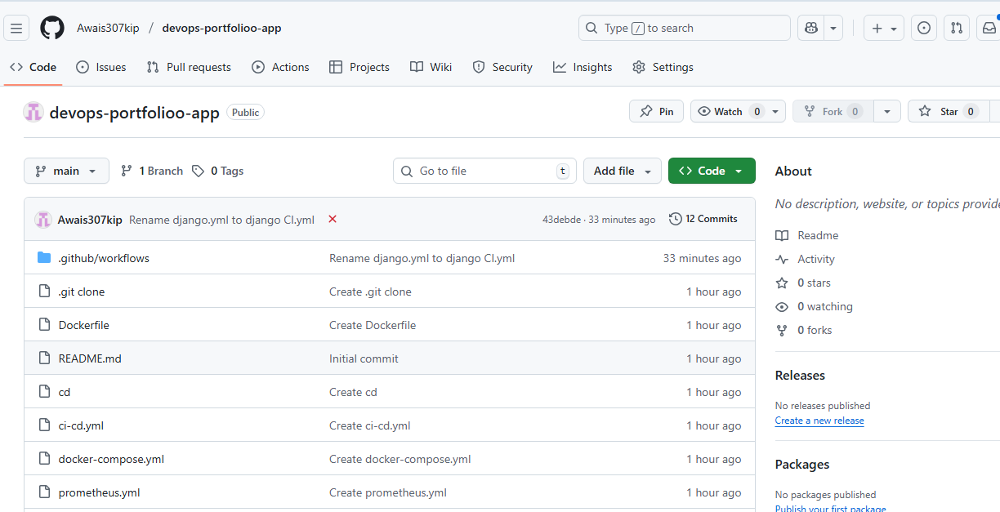 Awais307kip / devops-portfolioo-app Type / to search
Code Issues Pull requests Actions Projects Wiki Security Insights Settings
devops-portfolioo-app Public Pin Watch 0 Fork 0 Star 0
main 1 Branch 0 Tags Go to file t Add file Code
About
No description, website, or topics provide
Awais307kip Rename django.yml to django CI.yml 43debde · 33 minutes ago 12 Commits
.github/workflows Rename django.yml to django CI.yml 33 minutes ago
.git clone Create .git clone 1 hour ago
Dockerfile Create Dockerfile 1 hour ago
README.md Initial commit 1 hour ago
cd Create cd 1 hour ago
ci-cd.yml Create ci-cd.yml 1 hour ago
docker-compose.yml Create docker-compose.yml 1 hour ago
prometheus.yml Create prometheus.yml 1 hour ago
Readme
Activity
0 stars
0 watching
0 forks
Releases
No releases published
Create a new release
Packages
No packages published
Publish your first package